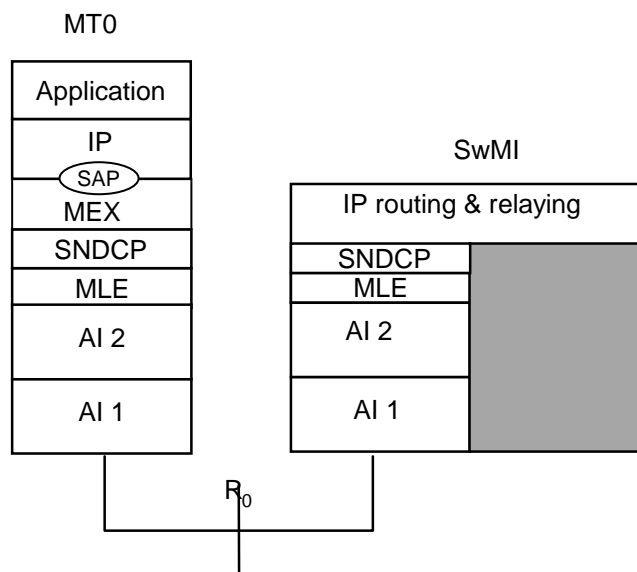 MT0
Application
IP
SAP
MEX
SNDCP
MLE
AI 2
AI 1
SwMI
IP routing & relaying
SNDCP
MLE
AI 2
AI 1
R0